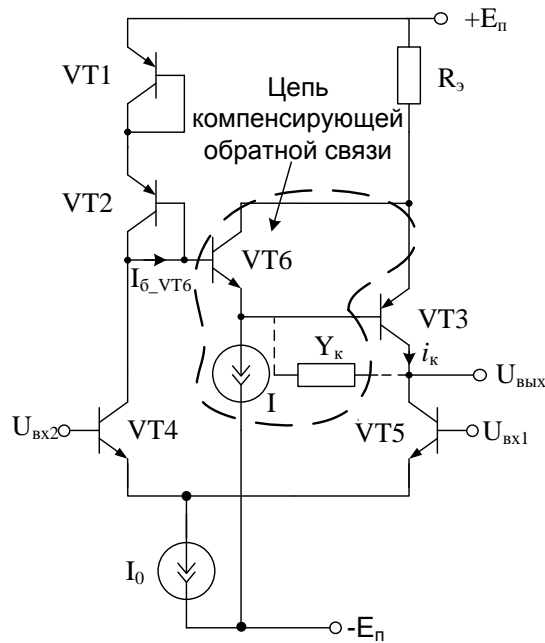 +Eп
VT1
Rэ
Цепь
компенсирующей
обратной связи
VT2
VT6
Iб_VT6
VT3
Yк
iк
I
Uвых
Uвх2
VT4
VT5
Uвх1
I0
-Eп